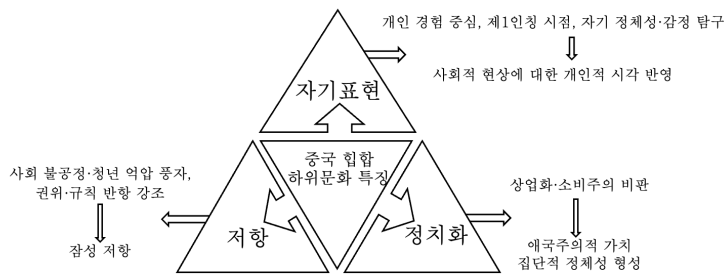 개인 경험 중심, 제1인칭 시점, 자기 정체성·감정 탐구
사회적 현상에 대한 개인적 시각 반영
자기표현
중국 힙합
하위문화 특징
사회 불공정·청년 억압 풍자,
권위·규칙 반항 강조
잠성 저항
저항
정치화
상업화·소비주의 비판
애국주의적 가치
집단적 정체성 형성